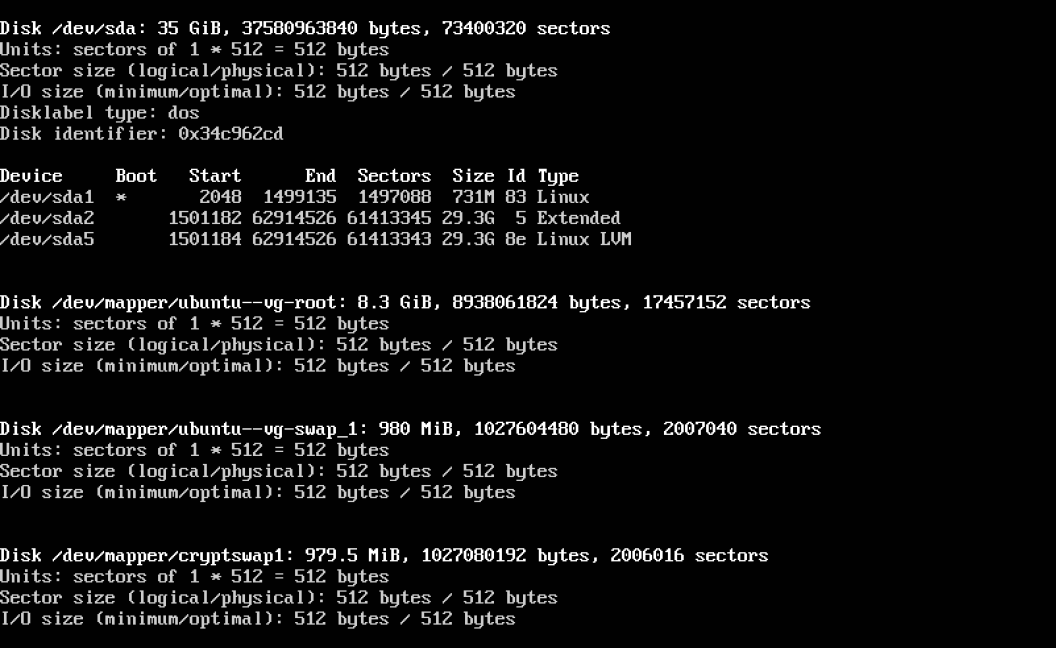 Disk /dev/sda: 35 GiB, 37580963840 bytes, 73400320 sectors
Units: sectors of 1 * 512 = 512 bytes
Sector size (logical/physical): 512 bytes / 512 bytes
I/O size (minimum/optimal): 512 bytes / 512 bytes
Disklabel type: dos
Disk identifier: 0x34c962cd
Device     Boot   Start      End  Sectors  Size Id Type
/dev/sda1  *       2048  1499135  1497088  731M 83 Linux
/dev/sda2       1501182 62914526 61413345 29.3G  5 Extended
/dev/sda5       1501184 62914526 61413343 29.3G 8e Linux LVM
Disk /dev/mapper/ubuntu--vg-root: 8.3 GiB, 8938061824 bytes, 17457152 sectors
Units: sectors of 1 * 512 = 512 bytes
Sector size (logical/physical): 512 bytes / 512 bytes
I/O size (minimum/optimal): 512 bytes / 512 bytes
Disk /dev/mapper/ubuntu--vg-swap_1: 980 MiB, 1027604480 bytes, 2007040 sectors
Units: sectors of 1 * 512 = 512 bytes
Sector size (logical/physical): 512 bytes / 512 bytes
I/O size (minimum/optimal): 512 bytes / 512 bytes
Disk /dev/mapper/cryptswap1: 979.5 MiB, 1027080192 bytes, 2006016 sectors
Units: sectors of 1 * 512 = 512 bytes
Sector size (logical/physical): 512 bytes / 512 bytes
I/O size (minimum/optimal): 512 bytes / 512 bytes